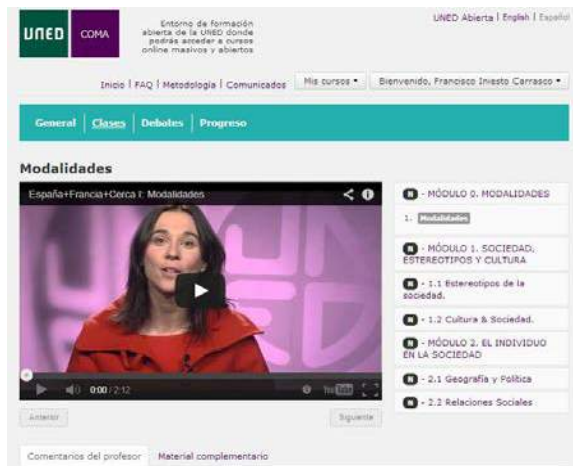 UNED
COMA
Entorno de formación
abierta de la UNED donde
podrás acceder a cursos
online masivos y abiertos
UNED Abierta | English | Español
Inicio | FAQ | Metodología | Comunicados
Mis cursos
Bienvenido, Francisco Iniesto Carrasco
General | Clases | Debates | Progreso
Modalidades
España+Francia+Cerca I: Modalidades
0:00 / 2:12
YouTube
Anterior
Siguiente
N - MÓDULO 0. MODALIDADES
1. Modalidades
N - MÓDULO 1. SOCIEDAD,
ESTEREOTIPOS Y CULTURA
N - 1.1 Estereotipos de la
sociedad.
N - 1.2 Cultura & Sociedad.
N - MÓDULO 2. EL INDIVIDUO
EN LA SOCIEDAD
N - 2.1 Geografía y Política
N - 2.2 Relaciones Sociales
Comentarios del profesor
Material complementario